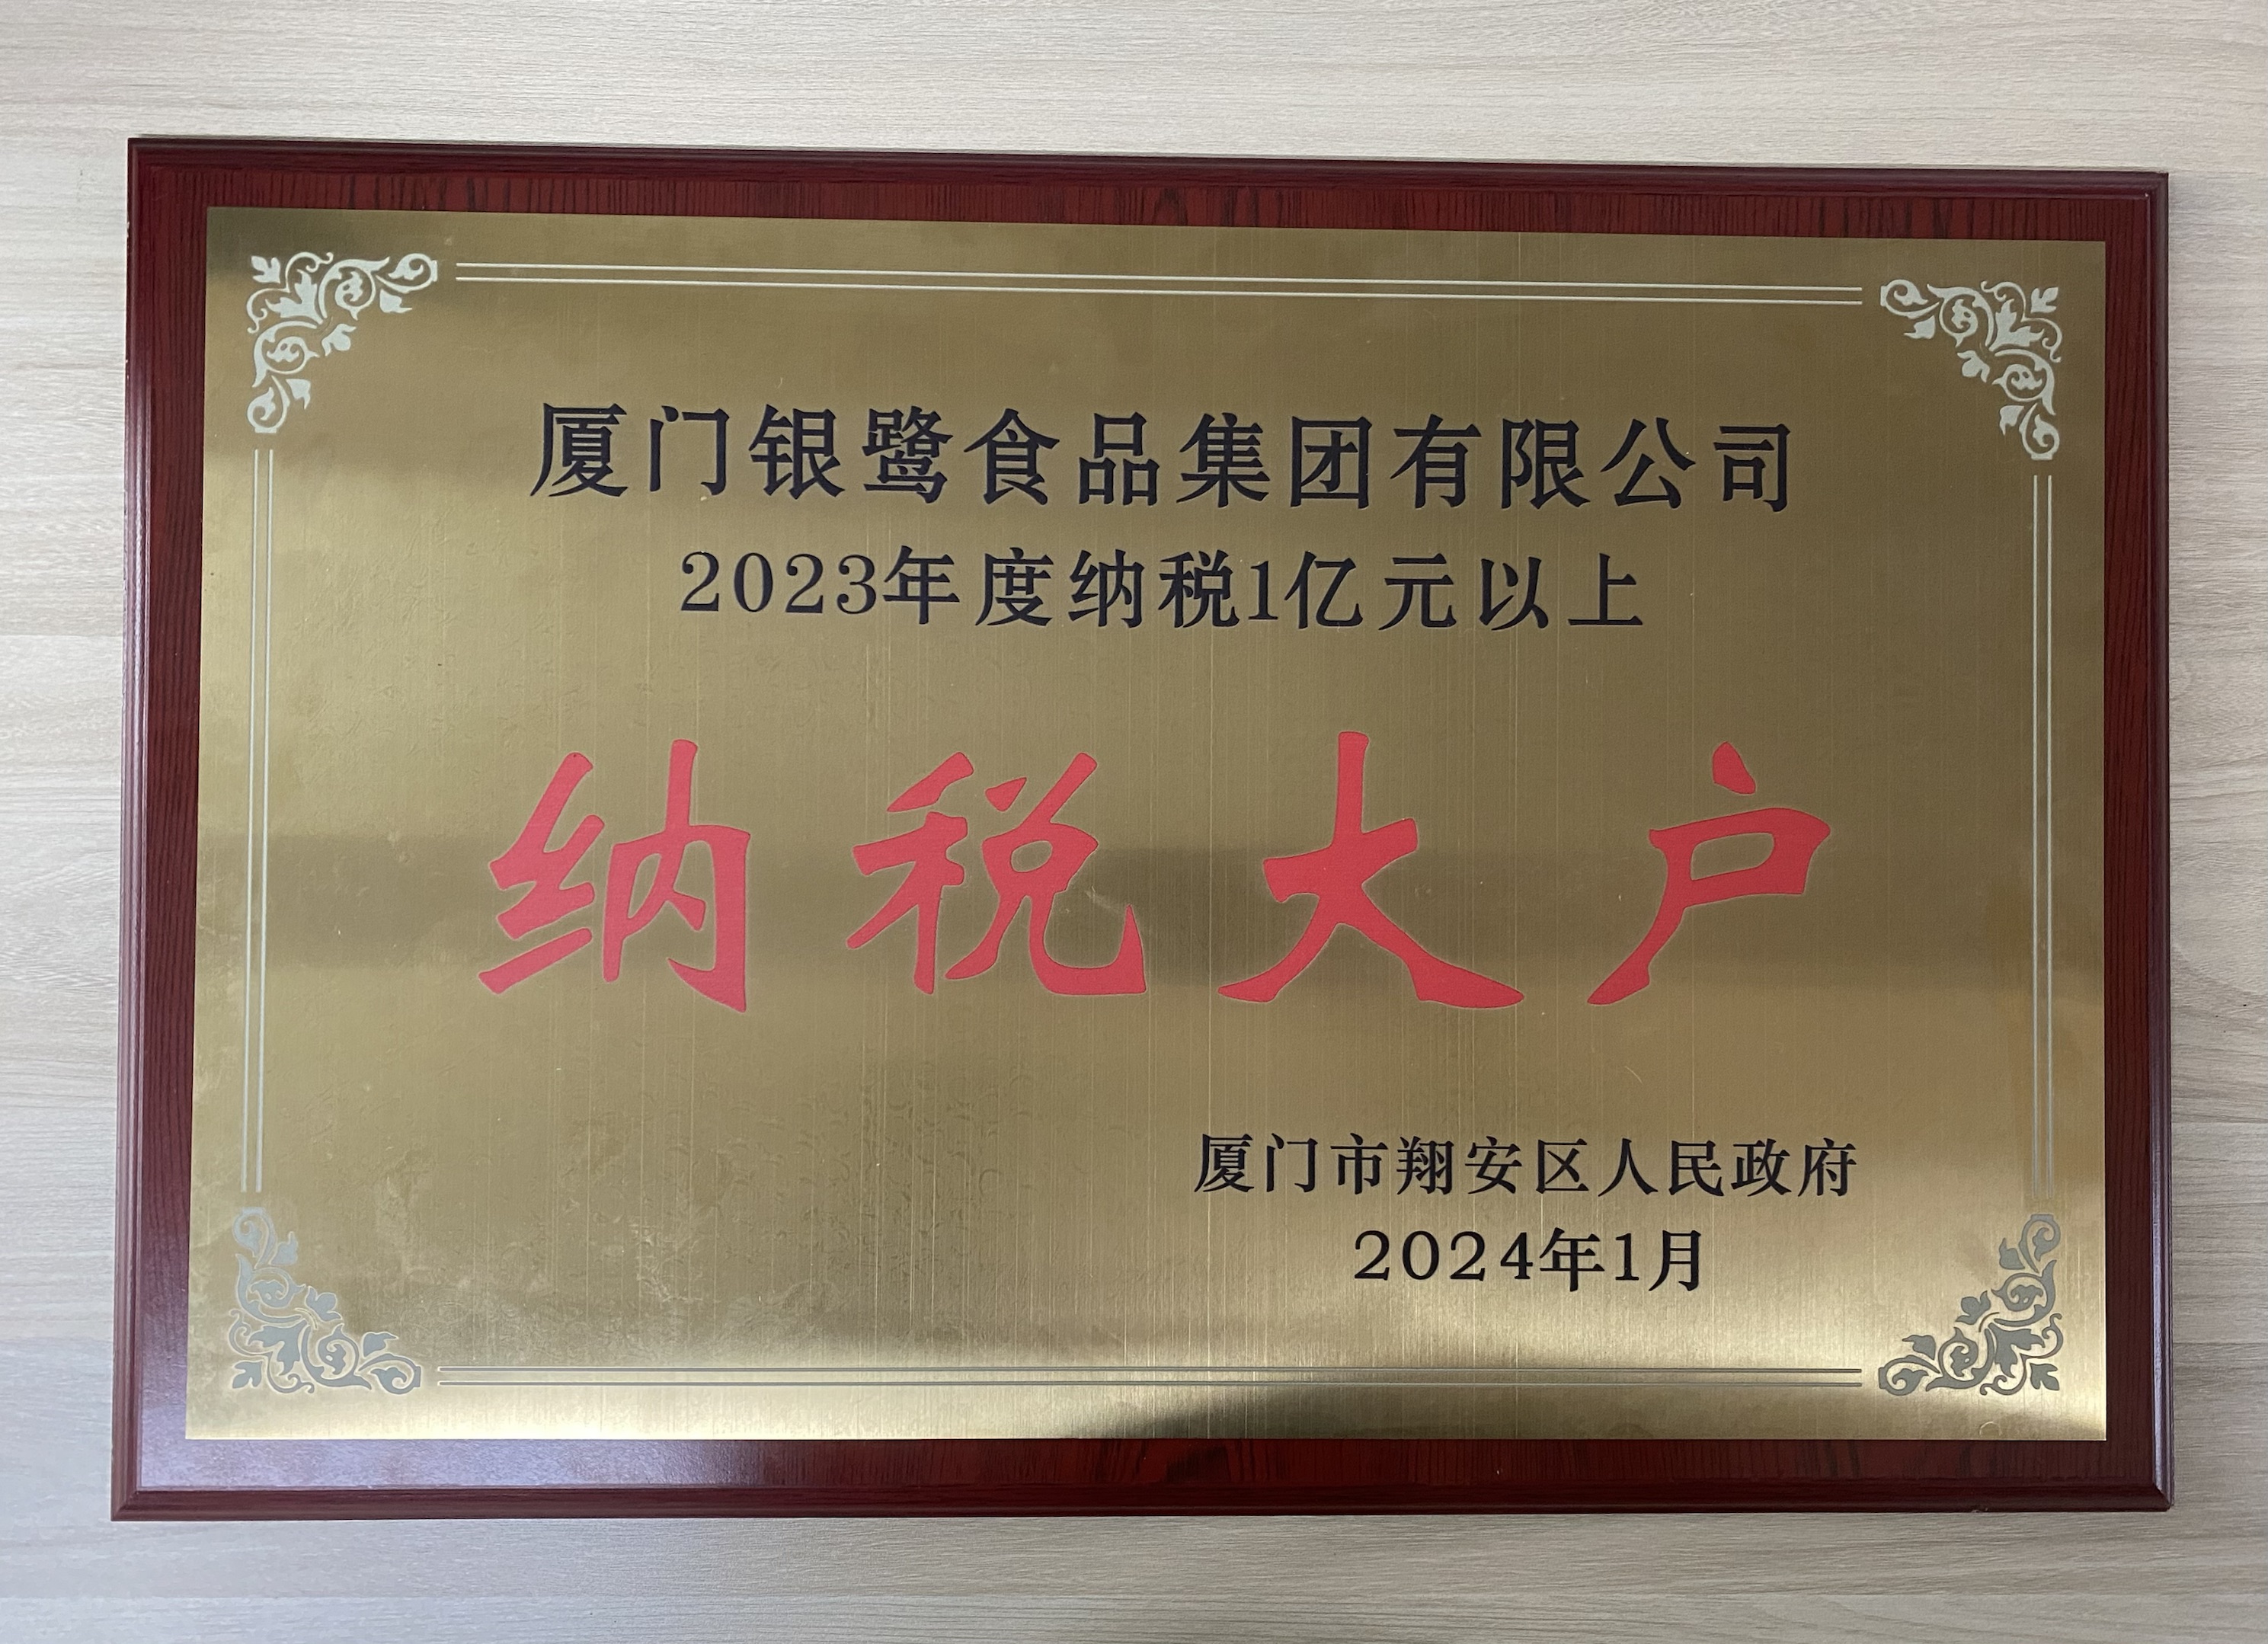 厦门银鹭食品集团有限公司
2023年度纳税1亿元以上
纳税大户
厦门市翔安区人民政府
2024年1月